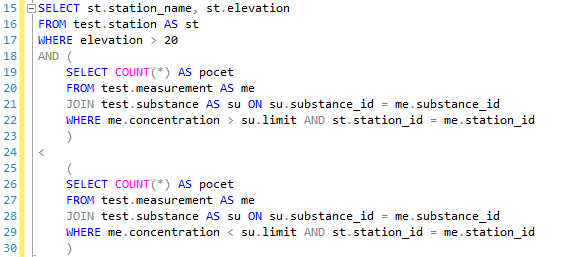 15 SELECT st.station_name, st.elevation
16 FROM test.station AS st
17 WHERE elevation > 20
18 AND (
19 SELECT COUNT(*) AS pocet
20 FROM test.measurement AS me
21 JOIN test.substance AS su ON su.substance_id = me.substance_id
22 WHERE me.concentration > su.limit AND st.station_id = me.station_id
23 )
24 <
25 (
26 SELECT COUNT(*) AS pocet
27 FROM test.measurement AS me
28 JOIN test.substance AS su ON su.substance_id = me.substance_id
29 WHERE me.concentration < su.limit AND st.station_id = me.station_id
30 )